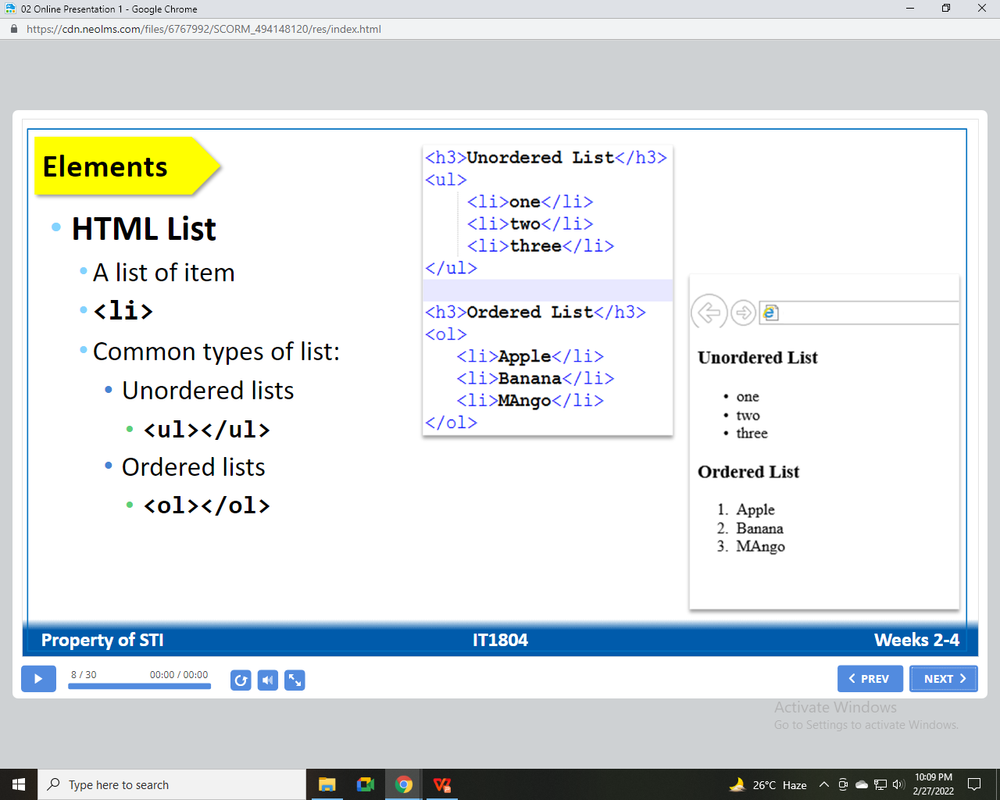 02 Online Presentation 1 - Google Chrome
https://cdn.neolms.com/files/6767992/SCORM_494148120/res/index.html
Elements
HTML List
A list of item
<li>
Common types of list:
Unordered lists
<ul></ul>
Ordered lists
<ol></ol>
<h3>Unordered List</h3>
<ul>
<li>one</li>
<li>two</li>
<li>three</li>
</ul>
<h3>Ordered List</h3>
<ol>
<li>Apple</li>
<li>Banana</li>
<li>MAngo</li>
</ol>
Unordered List
• one
• two
• three
Ordered List
1. Apple
2. Banana
3. MAngo
Property of STI
IT1804
Weeks 2-4
8 / 30
00:00 / 00:00
PREV
NEXT
Activate Windows
Go to Settings to activate Windows.
Type here to search
26°C Haze
10:09 PM
2/27/2022